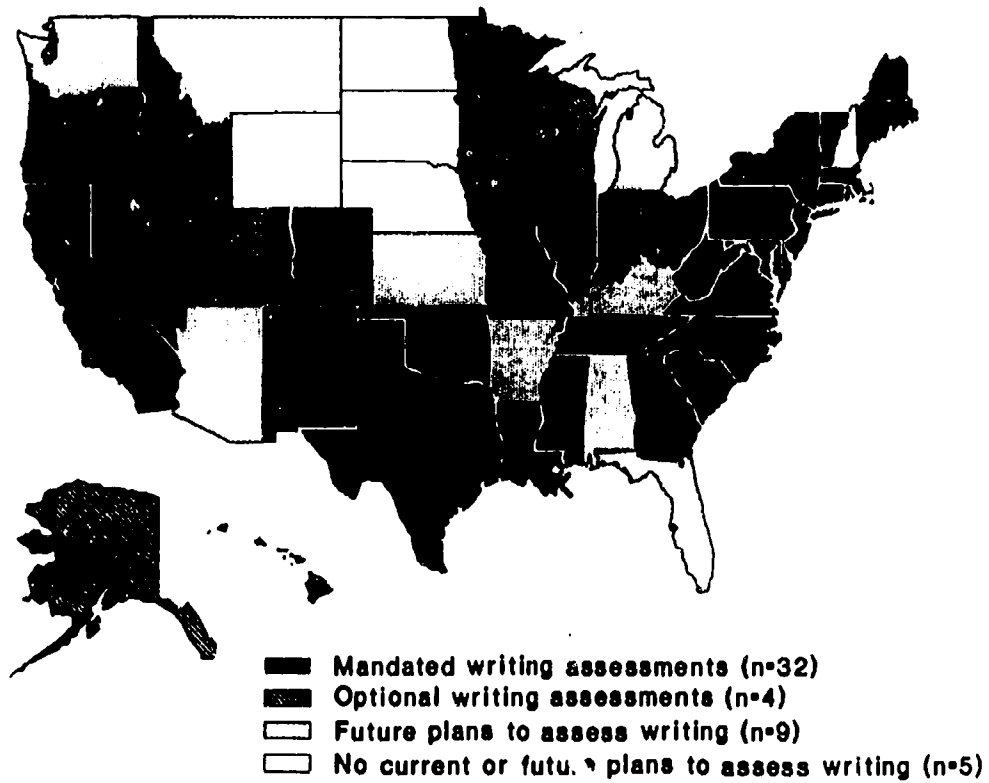 Mandated writing assessments (n=32)
Optional writing assessments (n=4)
Future plans to assess writing (n=9)
No current or futu. plans to assess writing (n=5)